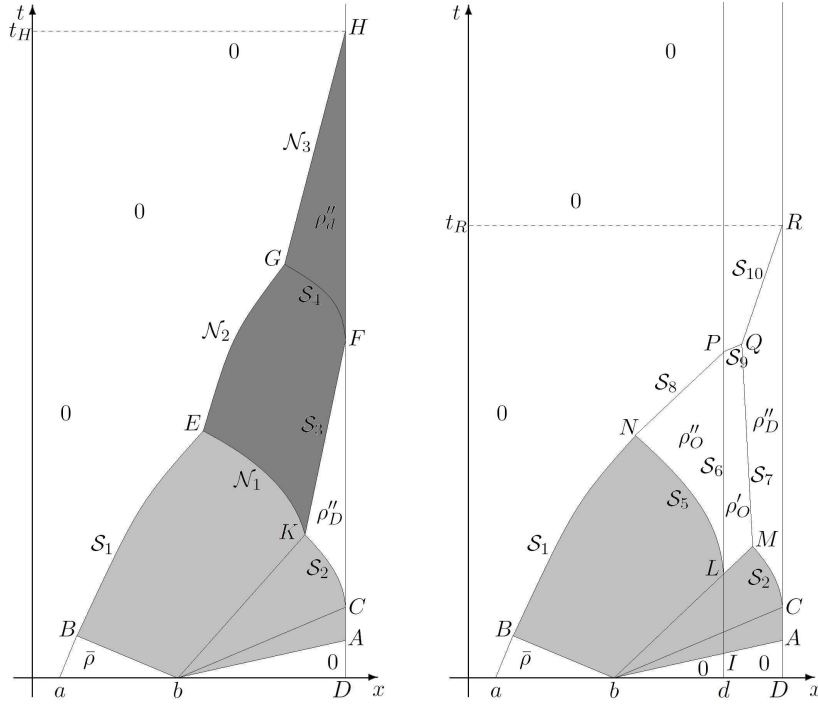 t
t_H
H
0
𝒩_3
0
ρ''_d
G
𝒮_4
𝒩_2
F
E
0
𝒮_3
𝒩_1
ρ''_D
K
𝒮_1
𝒮_2
C
B
A
ρ̄
0
a
b
D
x
t
0
0
t_R
R
𝒮_10
P
Q
𝒮_9
𝒮_8
0
N
ρ''_D
ρ''_O
𝒮_6
𝒮_7
𝒮_5
ρ'_O
𝒮_1
M
L
𝒮_2
C
B
A
ρ̄
0
I
0
a
b
d
D
x